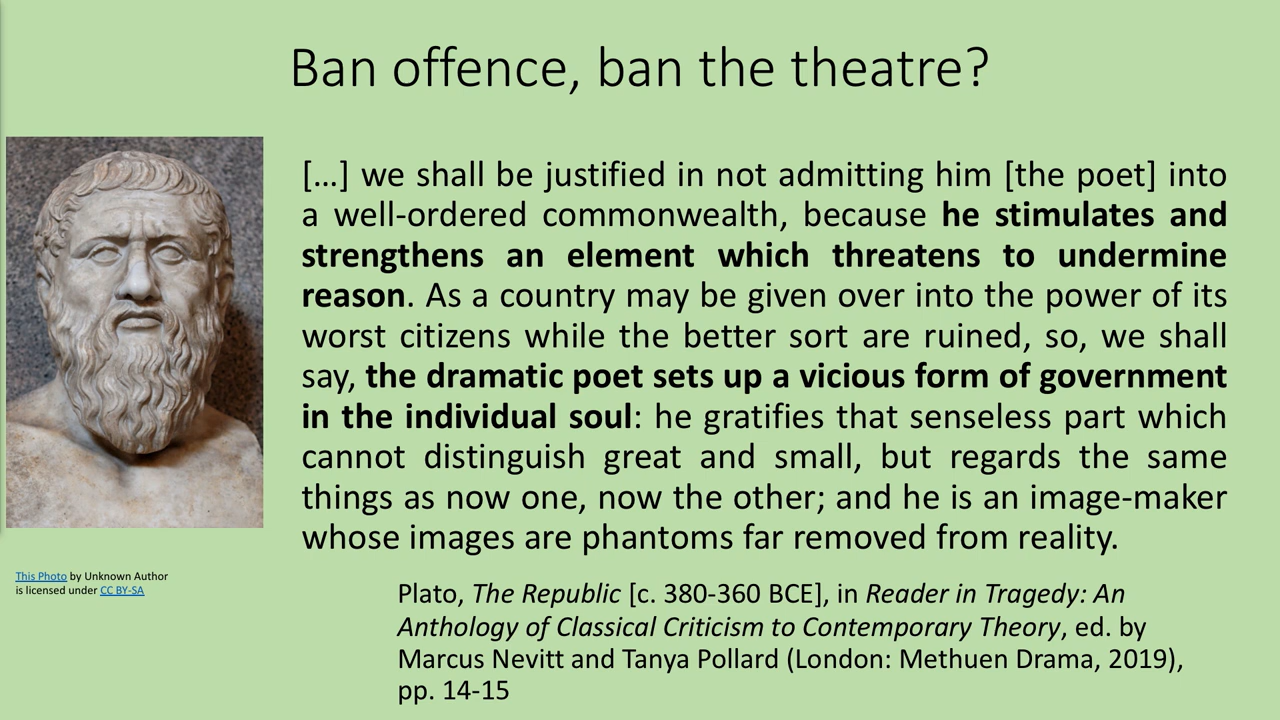 Ban offence, ban the theatre?
[…] we shall be justified in not admitting him [the poet] into
a well-ordered commonwealth, because he stimulates and
strengthens an element which threatens to undermine
reason. As a country may be given over into the power of its
worst citizens while the better sort are ruined, so, we shall
say, the dramatic poet sets up a vicious form of government
in the individual soul: he gratifies that senseless part which
cannot distinguish great and small, but regards the same
things as now one, now the other; and he is an image-maker
whose images are phantoms far removed from reality.
This Photo by Unknown Author
is licensed under CC BY-SA
Plato, The Republic [c. 380-360 BCE], in Reader in Tragedy: An
Anthology of Classical Criticism to Contemporary Theory, ed. by
Marcus Nevitt and Tanya Pollard (London: Methuen Drama, 2019),
pp. 14-15